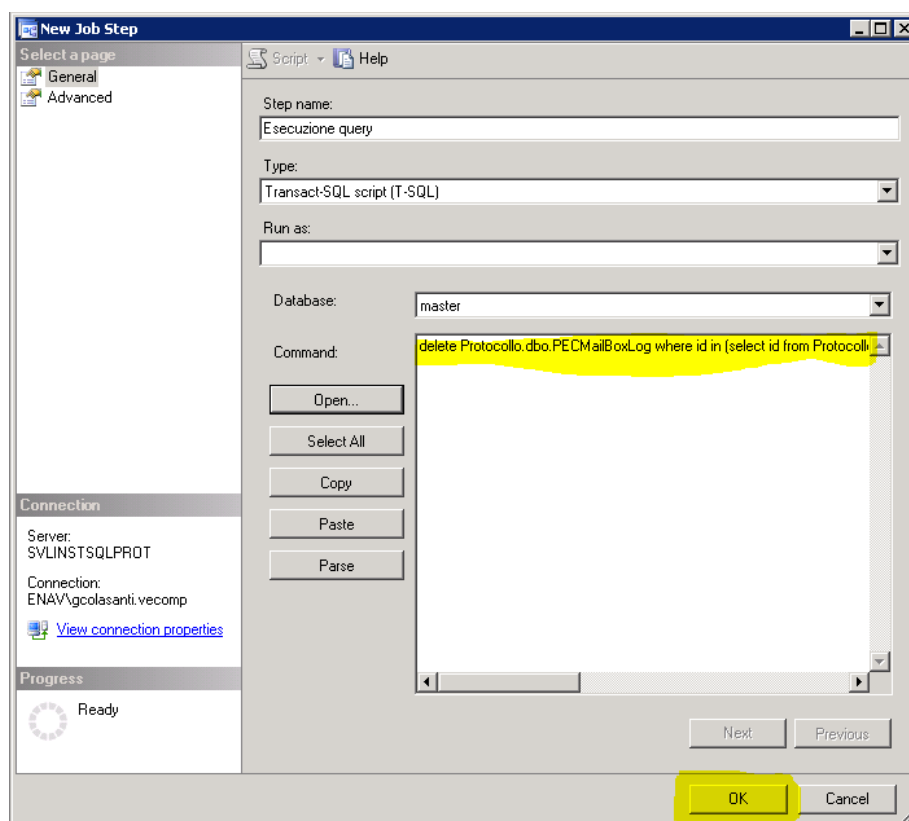 New Job Step
Select a page
General
Advanced
Script
Help
Step name:
Esecuzione query
Type:
Transact-SQL script (T-SQL)
Run as:
Database:
master
Command:
delete Protocollo.dbo.PECMailBoxLog where id in (select id from Protocoll
Open...
Select All
Copy
Paste
Parse
Connection
Server:
SVLINSTSQLPROT
Connection:
ENAV\gcolasanti.vecomp
View connection properties
Progress
Ready
Next
Previous
OK
Cancel